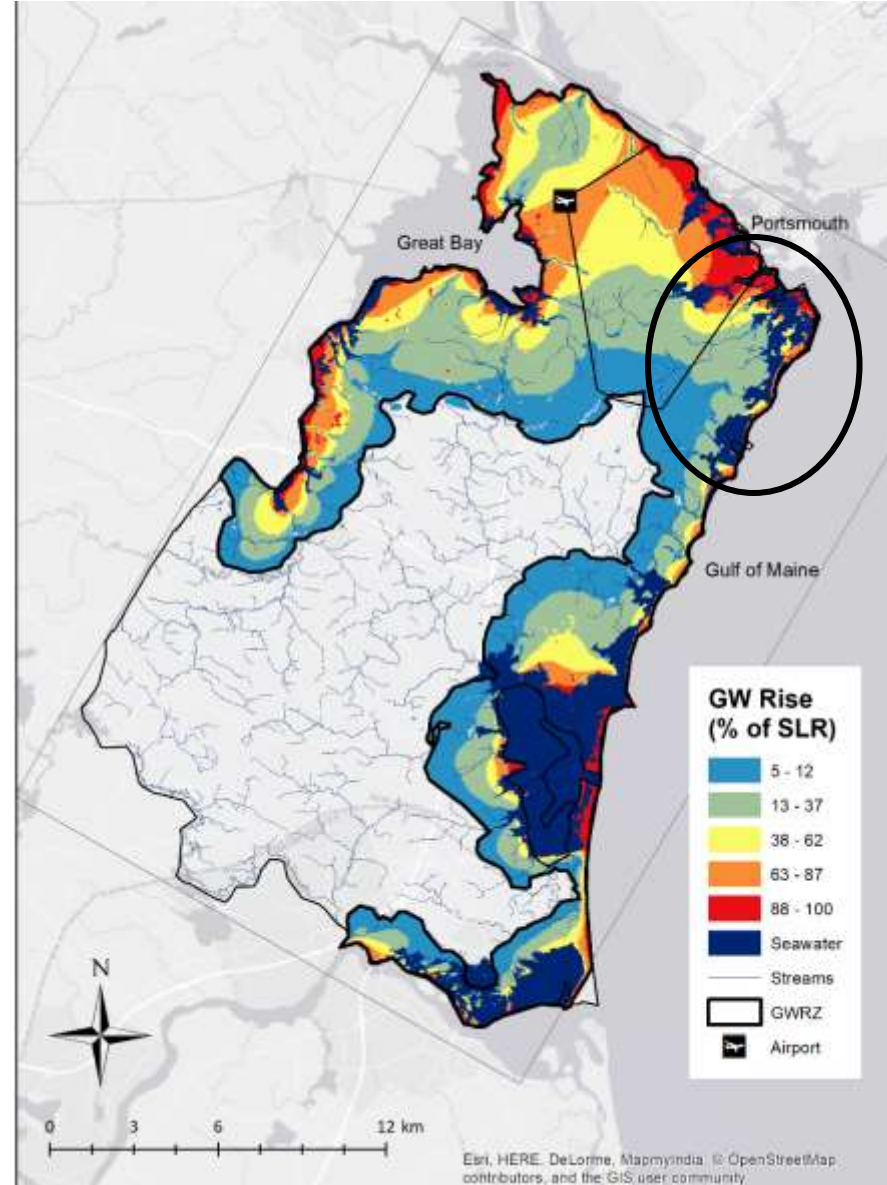 Portsmouth
Great Bay
Gulf of Maine
GW Rise
(% of SLR)
5 - 12
13 - 37
38 - 62
63 - 87
88 - 100
Seawater
Streams
GWRZ
Airport
N
0 3 6 12 km
Esri, HERE, DeLorme, Mapmyindia, © OpenStreetMap
contributors, and the GIS user community